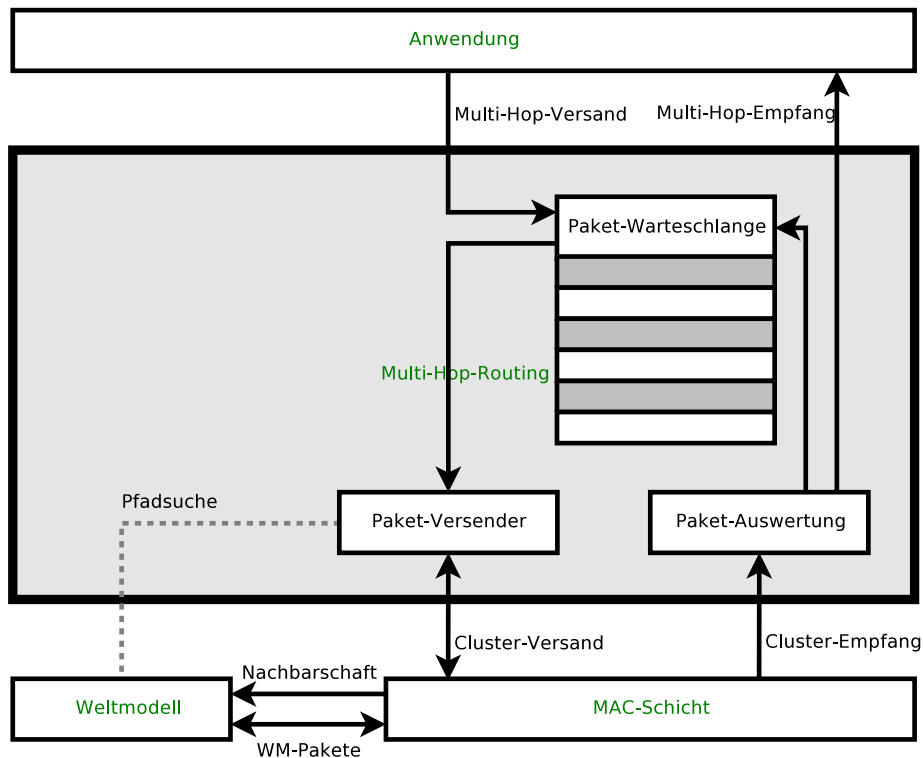 Anwendung
Multi-Hop-Versand
Multi-Hop-Empfang
Paket-Warteschlange
Multi-Hop-Routing
Pfadsuche
Paket-Versender
Paket-Auswertung
Cluster-Versand
Cluster-Empfang
Nachbarschaft
Weltmodell
MAC-Schicht
WM-Pakete